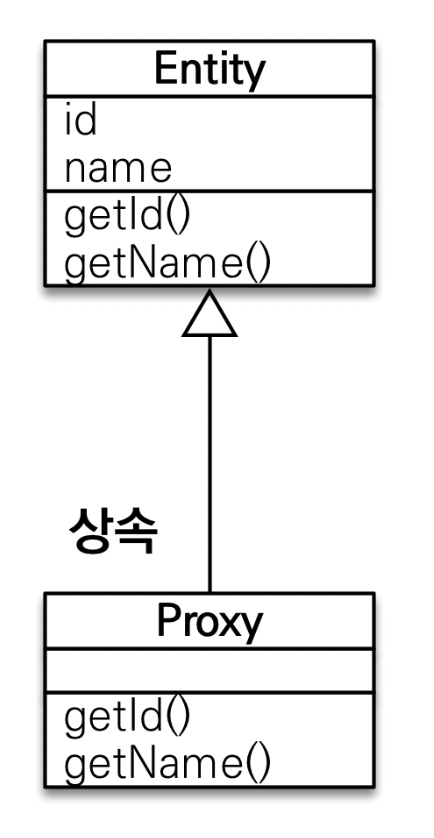 Entity
id
name
getId()
getName()
상속
Proxy
getId()
getName()